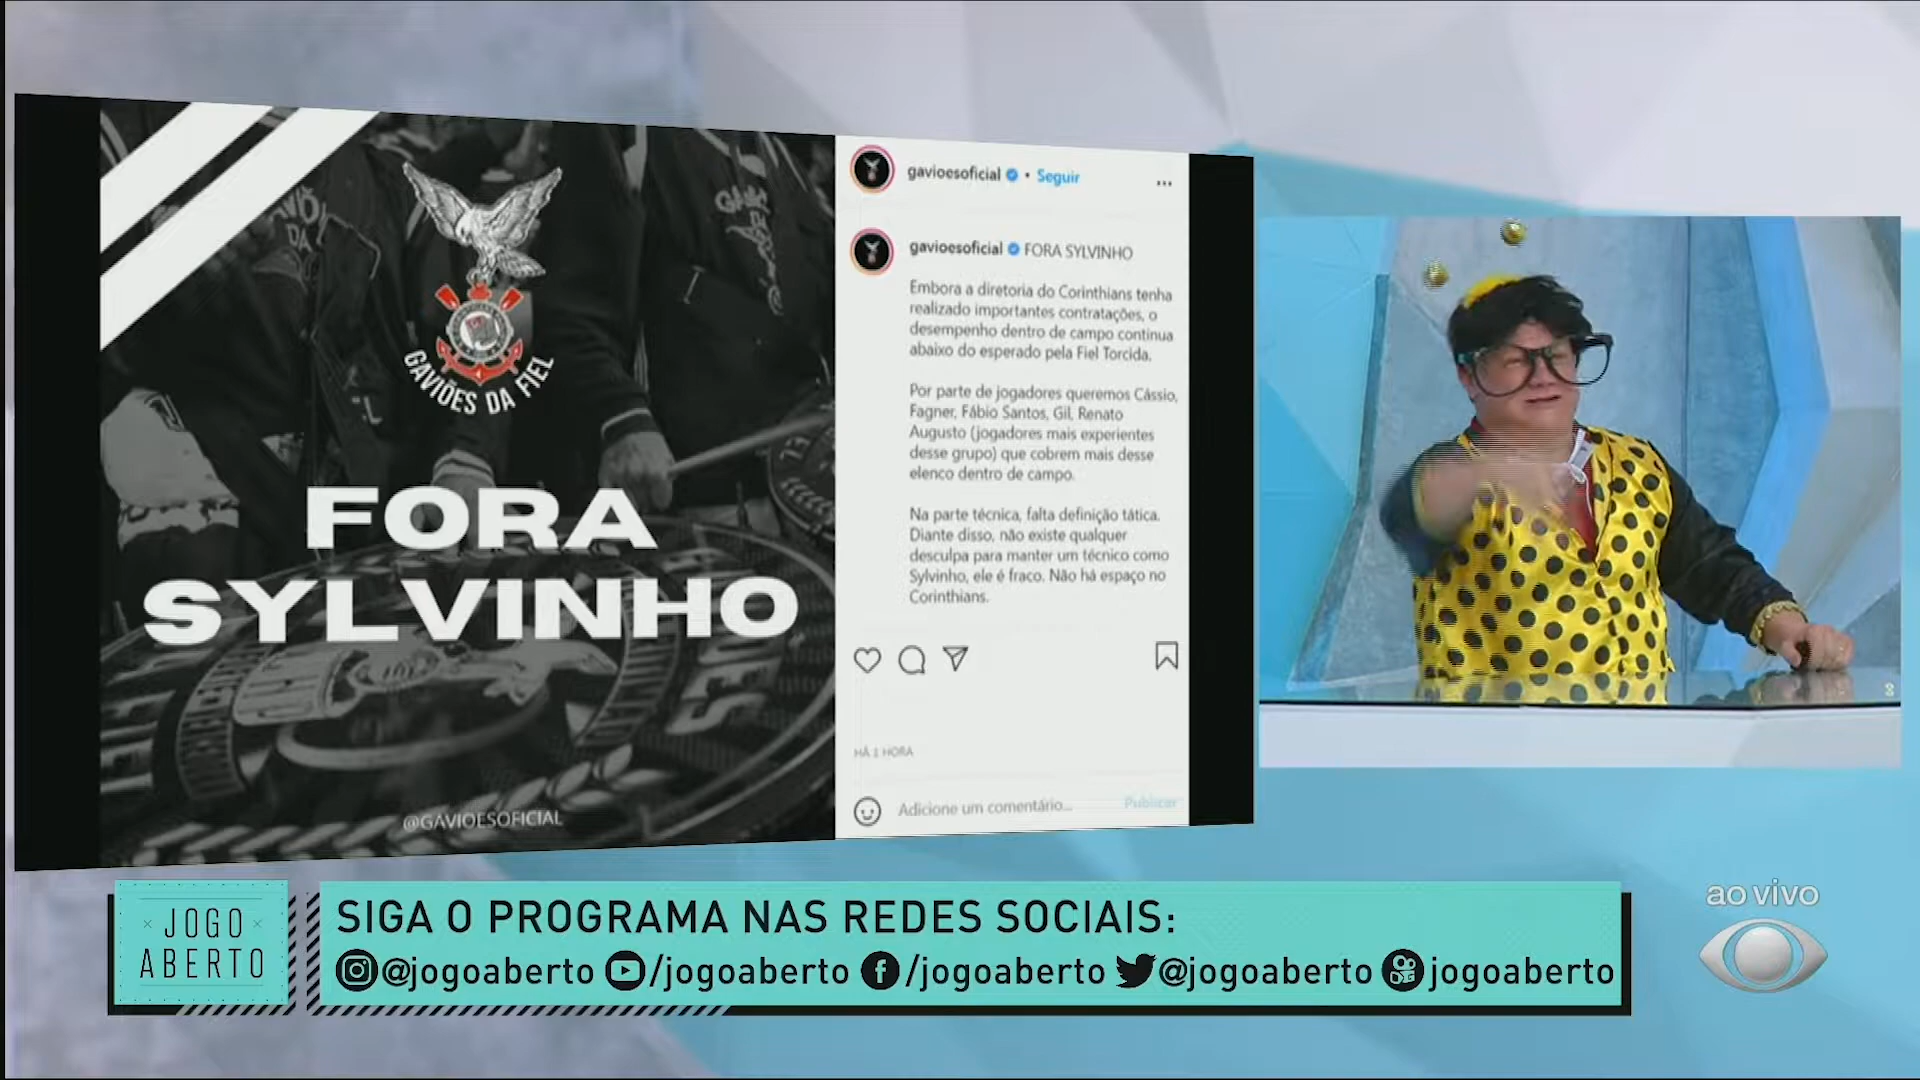 GAVIÕES DA FIEL
FORA
SYLVINHO
@GAVIOESOFICIAL
gavioesoficial • Seguir
...
gavioesoficial FORA SYLVINHO
Embora a diretoria do Corinthians tenha
realizado importantes contratações, o
desempenho dentro de campo continua
abaixo do esperado pela Fiel Torcida.
Por parte de jogadores queremos Cássio,
Fagner, Fábio Santos, Gil, Renato
Augusto (jogadores mais experientes
desse grupo) que cobrem mais desse
elenco dentro de campo.
Na parte técnica, falta definição tática.
Diante disso, não existe qualquer
desculpa para manter um técnico como
Sylvinho, ele é fraco. Não há espaço no
Corinthians.
HÁ 1 HORA
Adicione um comentário... Publicar
JOGO
ABERTO
SIGA O PROGRAMA NAS REDES SOCIAIS:
@jogoaberto /jogoaberto /jogoaberto @jogoaberto jogoaberto
ao vivo